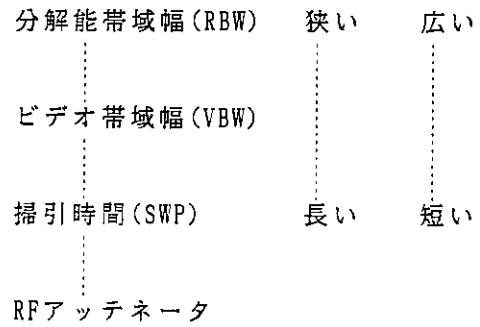 分解能帯域幅(RBW) 狭い 広い
ビデオ帯域幅(VBW)
掃引時間(SWP) 長い 短い
RFアッテネータ